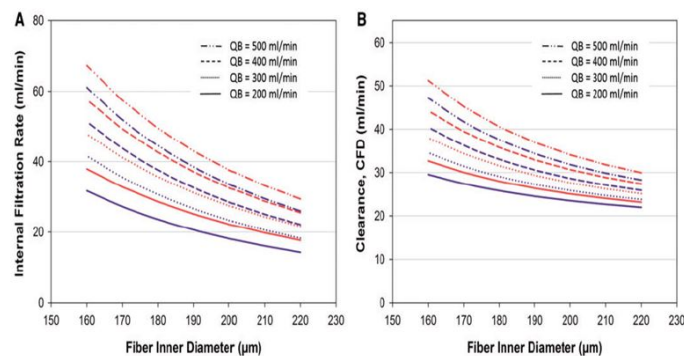 A
Internal Filtration Rate (ml/min)
80
60
40
20
0
QB = 500 ml/min
QB = 400 ml/min
QB = 300 ml/min
QB = 200 ml/min
150 160 170 180 190 200 210 220 230
Fiber Inner Diameter (µm)
B
Clearance, CFD (ml/min)
60
50
40
30
20
10
0
QB = 500 ml/min
QB = 400 ml/min
QB = 300 ml/min
QB = 200 ml/min
150 160 170 180 190 200 210 220 230
Fiber Inner Diameter (µm)